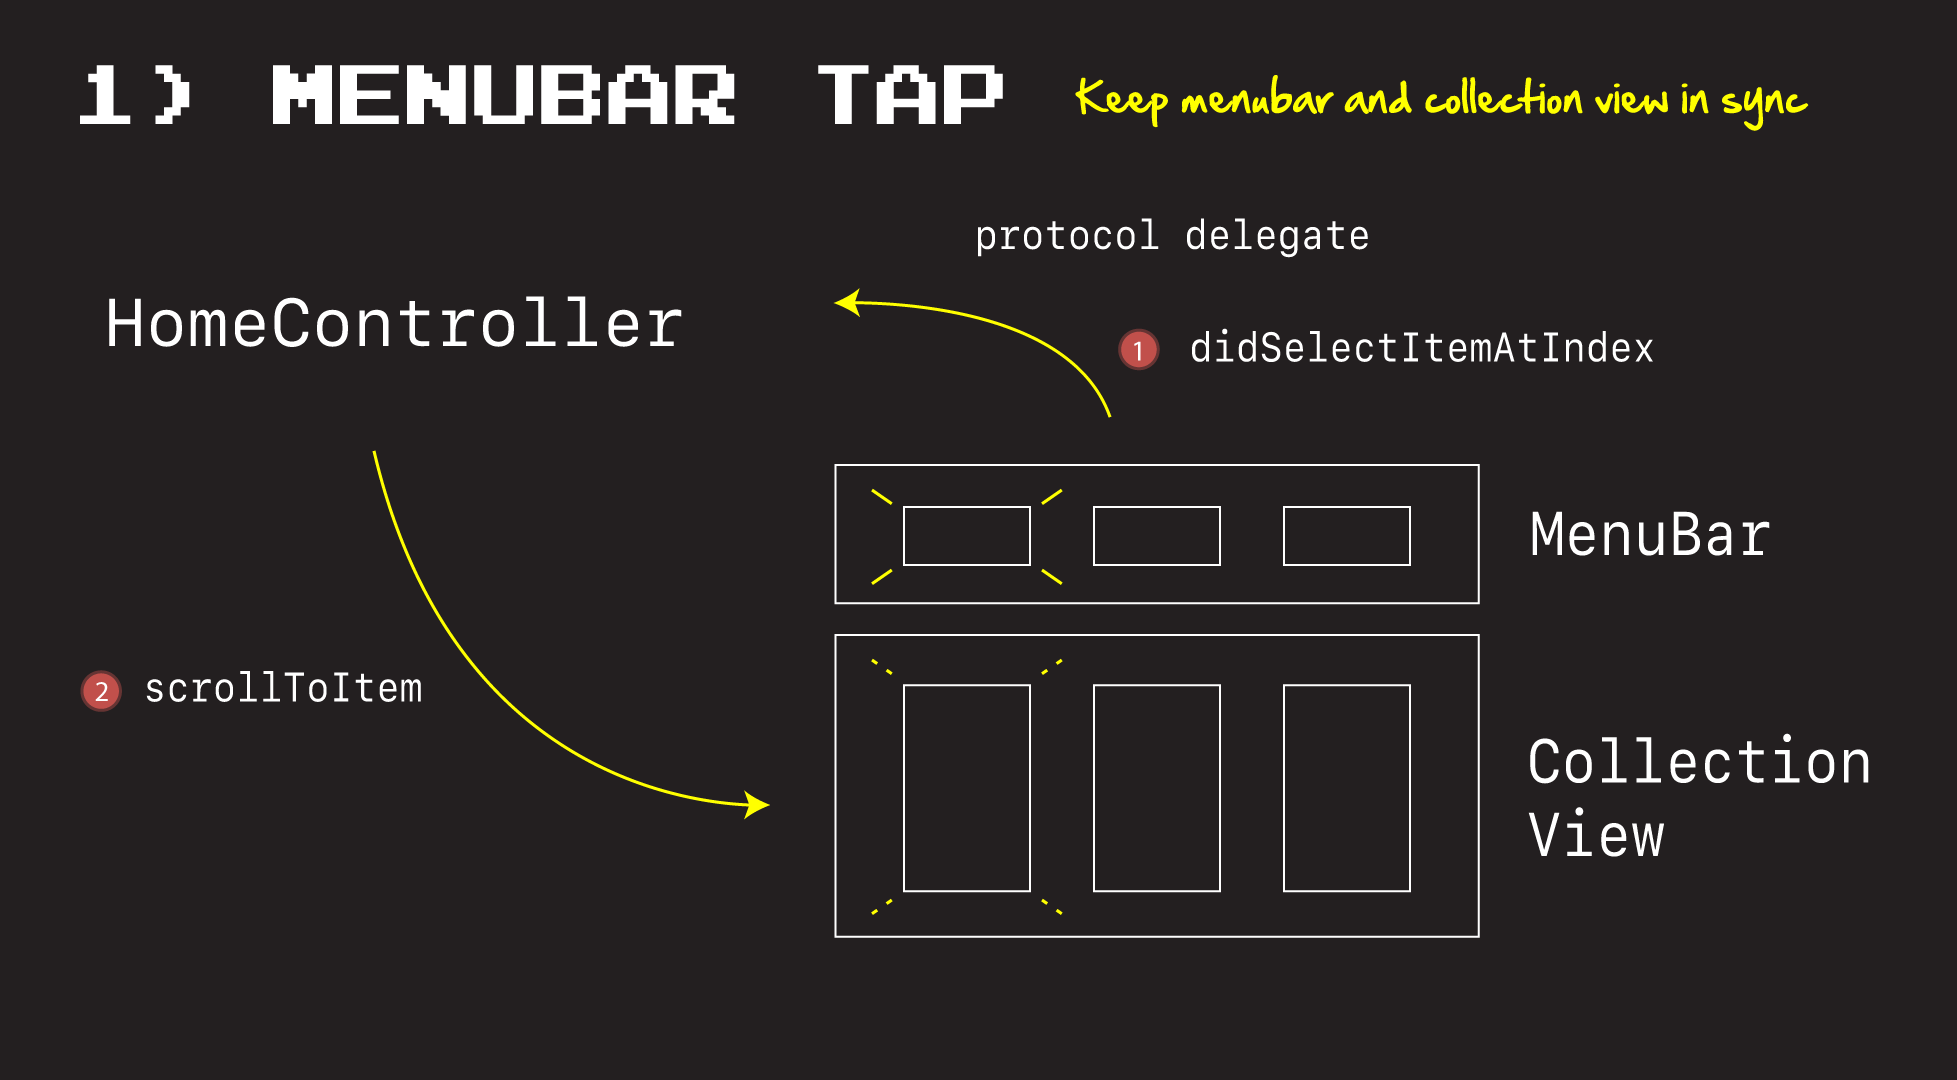 1) MENUBAR TAP
Keep menubar and collection view in sync
protocol delegate
HomeController
1 didSelectItemAtIndex
MenuBar
2 scrollToItem
Collection
View